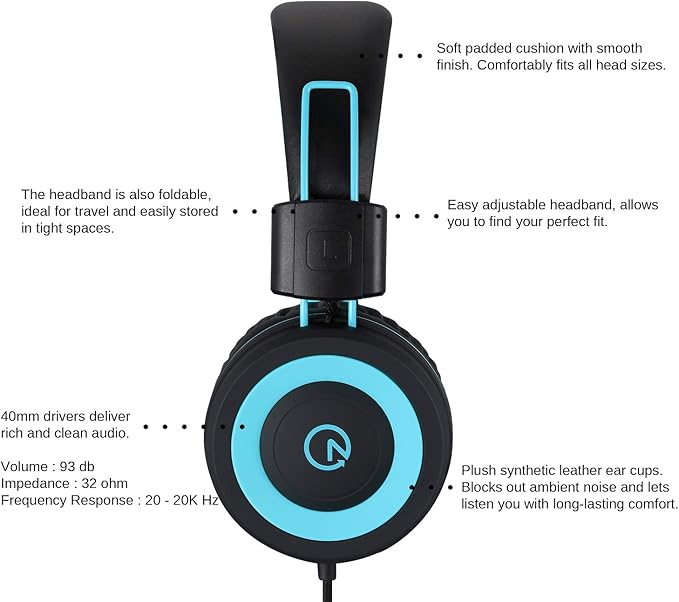 Soft padded cushion with smooth
finish. Comfortably fits all head sizes.
The headband is also foldable,
ideal for travel and easily stored
in tight spaces.
Easy adjustable headband, allows
you to find your perfect fit.
L
40mm drivers deliver
rich and clean audio.
Volume : 93 db
Impedance : 32 ohm
Frequency Response : 20 - 20K Hz
Plush synthetic leather ear cups.
Blocks out ambient noise and lets
listen you with long-lasting comfort.